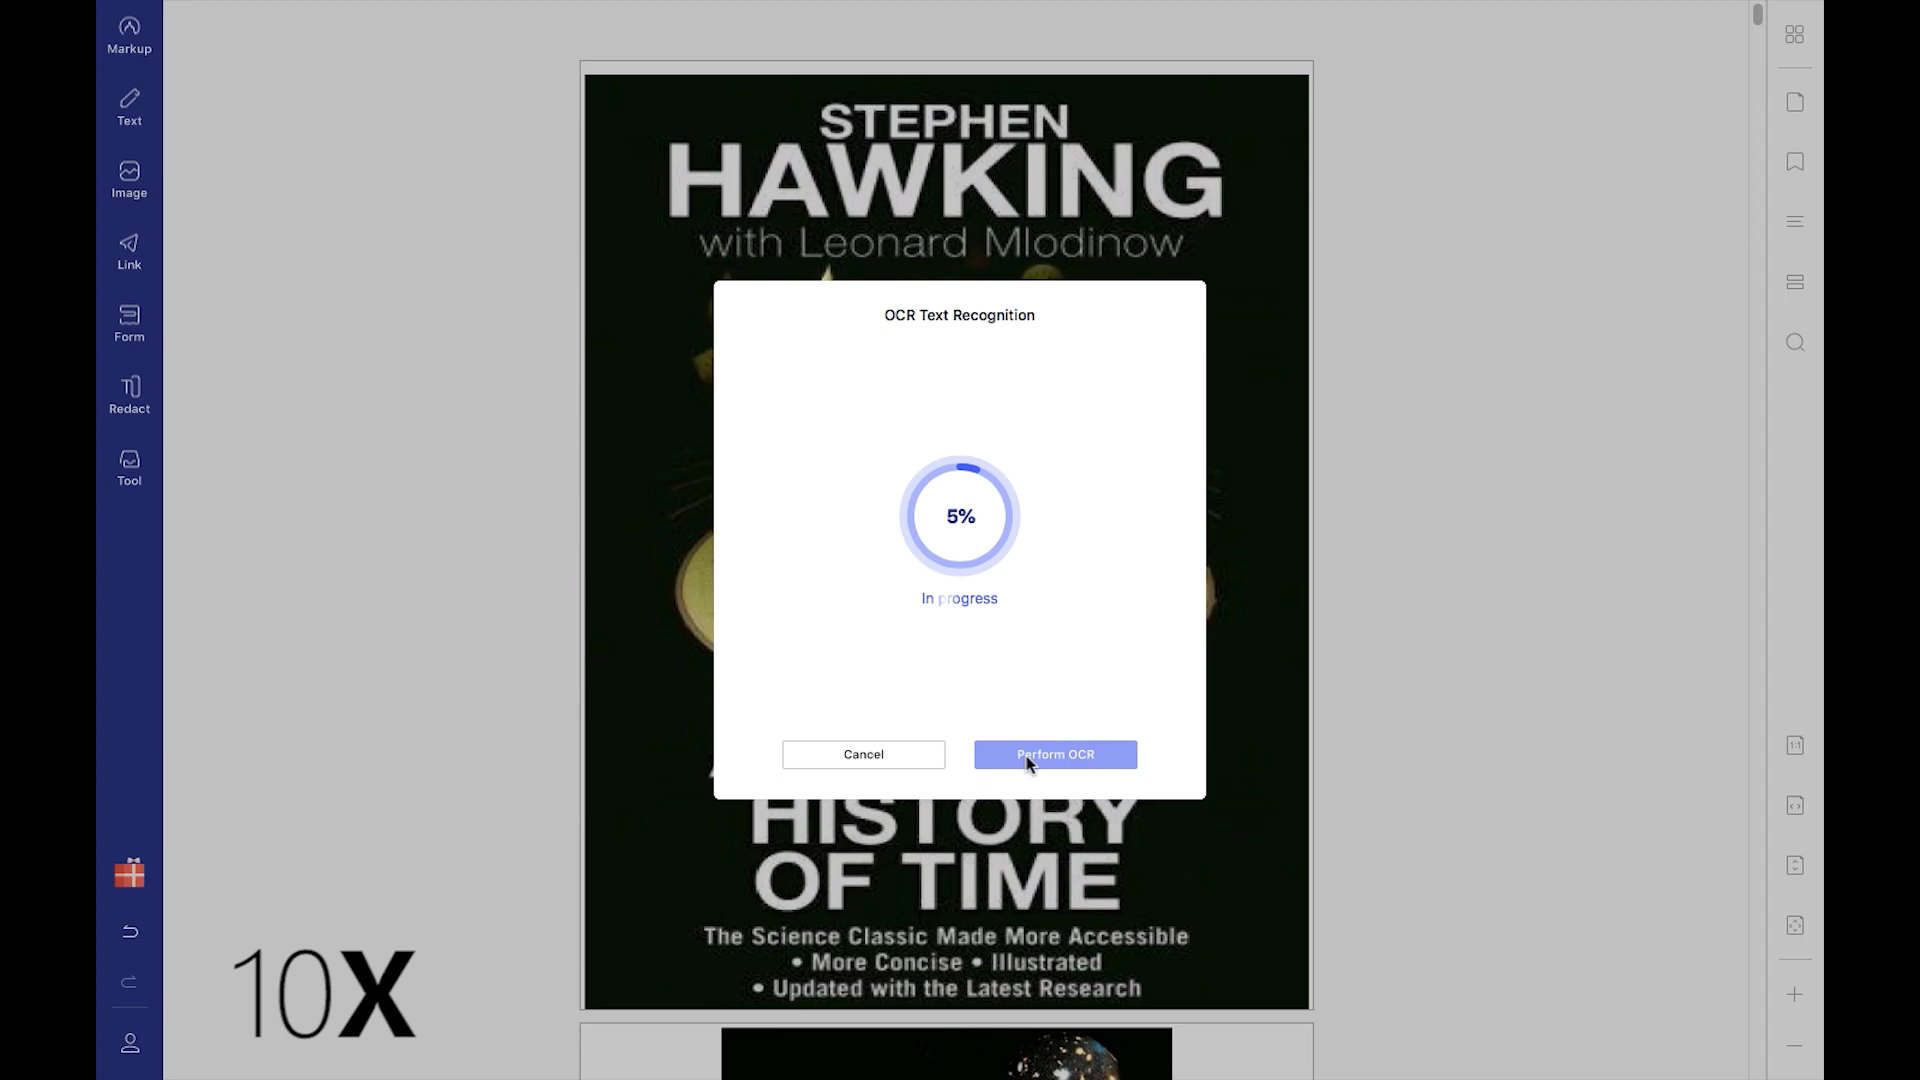 Markup
Text
Image
Link
Form
Redact
Tool
STEPHEN
HAWKING
with Leonard Mlodinow
OCR Text Recognition
5%
In progress
Cancel
Perform OCR
HISTORY
OF TIME
The Science Classic Made More Accessible
• More Concise • Illustrated
• Updated with the Latest Research
10X
1:1